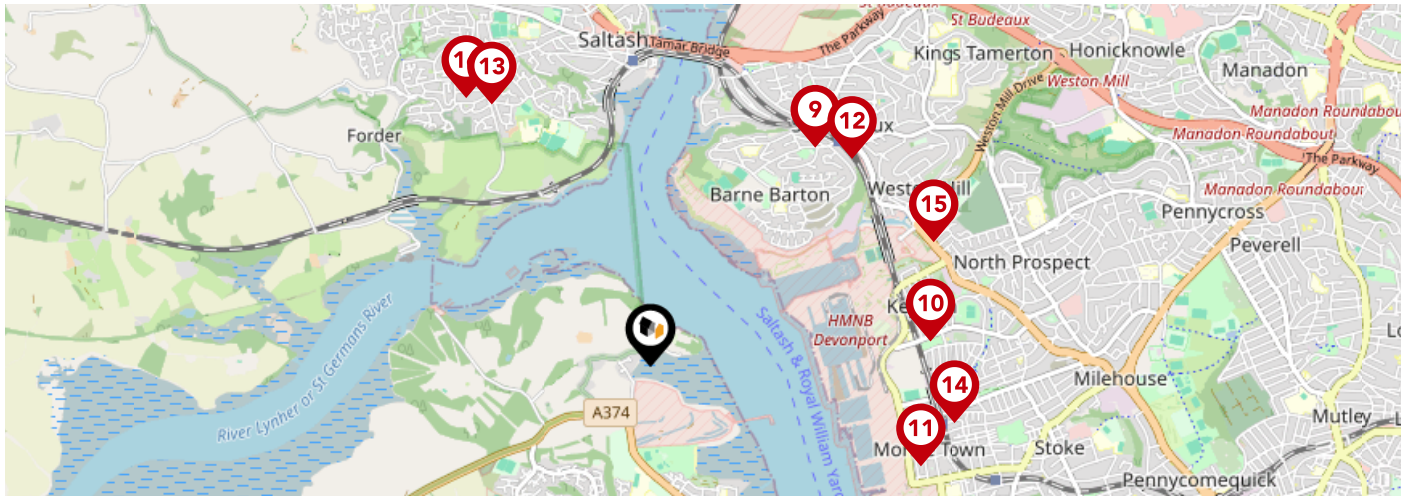 St Budeaux
St Budeaux
Saltash
Tamar Bridge
The Parkway
Kings Tamerton
Honicknowle
Manadon
Weston Mill
Weston Mill Drive
1
13
9
12
Manadon Roundabout
Manadon Roundabout
The Parkway
Forder
Barne Barton
15
Manadon Roundabout
Pennycross
Peverell
North Prospect
10
HMNB
Devonport
Saltash & Royal William Yard
River Lynher or St Germans River
Milehouse
14
A374
11
Mutley
Stoke
Pennycomequick